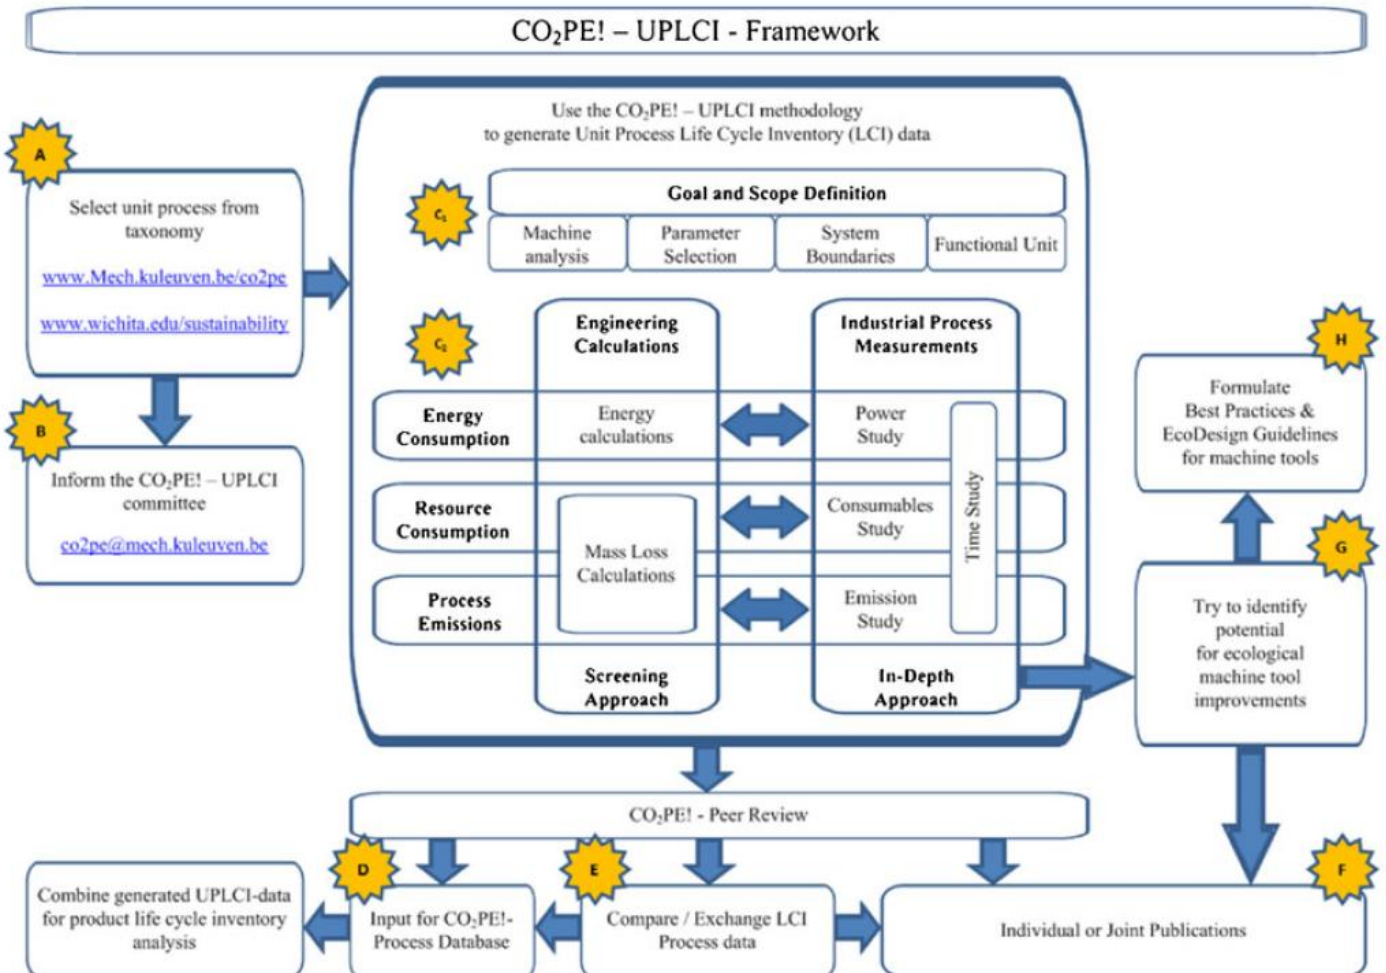 CO₂PE! – UPLCI - Framework
Use the CO₂PE! – UPLCI methodology
to generate Unit Process Life Cycle Inventory (LCI) data
A
Select unit process from
taxonomy
www.Mech.kuleuven.be/co2pe
www.wichita.edu/sustainability
B
Inform the CO₂PE! – UPLCI
committee
co2pe@mech.kuleuven.be
C₁
Goal and Scope Definition
Machine
analysis
Parameter
Selection
System
Boundaries
Functional Unit
C₂
Engineering
Calculations
Industrial Process
Measurements
Energy
Consumption
Energy
calculations
Power
Study
Resource
Consumption
Consumables
Study
Mass Loss
Calculations
Process
Emissions
Emission
Study
Time Study
Screening
Approach
In-Depth
Approach
H
Formulate
Best Practices &
EcoDesign Guidelines
for machine tools
G
Try to identify
potential
for ecological
machine tool
improvements
CO₂PE! - Peer Review
Combine generated UPLCI-data
for product life cycle inventory
analysis
D
Input for CO₂PE!-
Process Database
E
Compare / Exchange LCI
Process data
F
Individual or Joint Publications